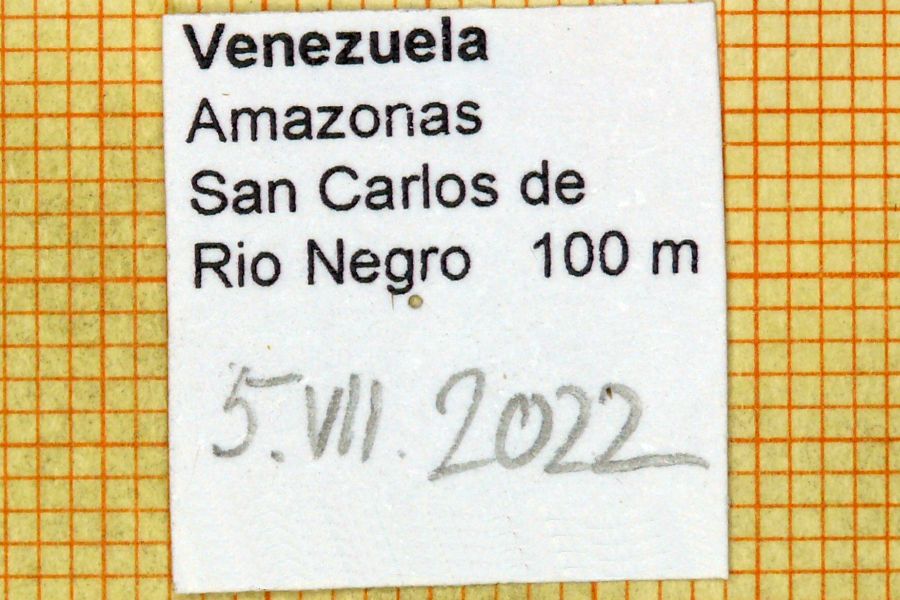 Venezuela
Amazonas
San Carlos de
Rio Negro 100 m
5.VII.2022